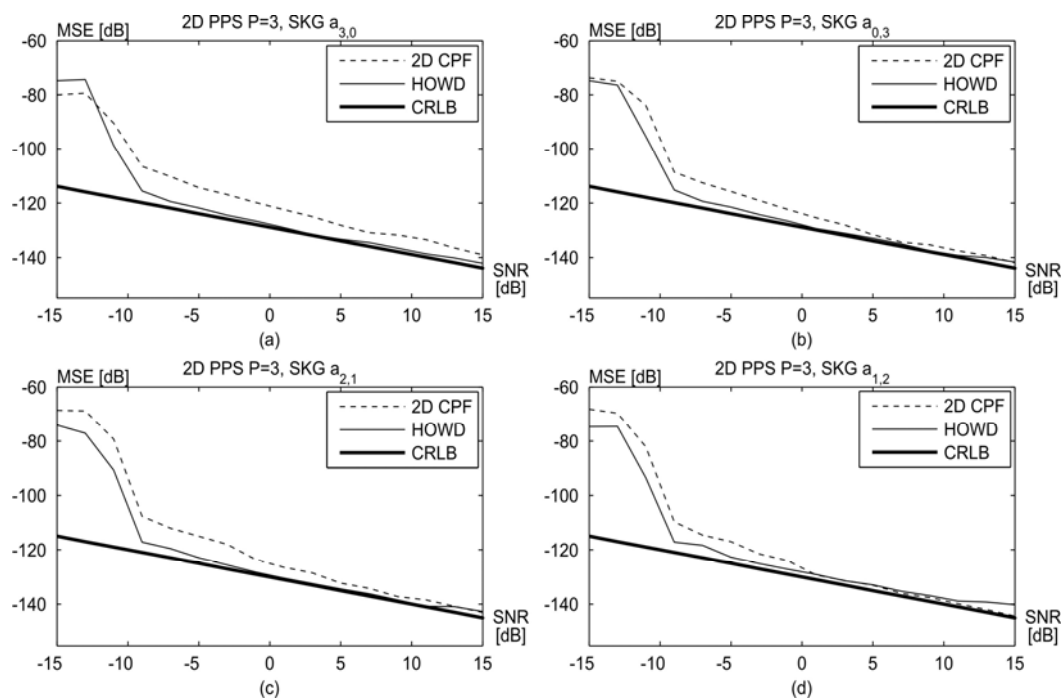 2D PPS P=3, SKG a3,0
MSE [dB]
-60
-80
-100
-120
-140
2D CPF
HOWD
CRLB
SNR
[dB]
-15 -10 -5 0 5 10 15
(a)
2D PPS P=3, SKG a0,3
MSE [dB]
-60
-80
-100
-120
-140
2D CPF
HOWD
CRLB
SNR
[dB]
-15 -10 -5 0 5 10 15
(b)
2D PPS P=3, SKG a2,1
MSE [dB]
-60
-80
-100
-120
-140
2D CPF
HOWD
CRLB
SNR
[dB]
-15 -10 -5 0 5 10 15
(c)
2D PPS P=3, SKG a1,2
MSE [dB]
-60
-80
-100
-120
-140
2D CPF
HOWD
CRLB
SNR
[dB]
-15 -10 -5 0 5 10 15
(d)